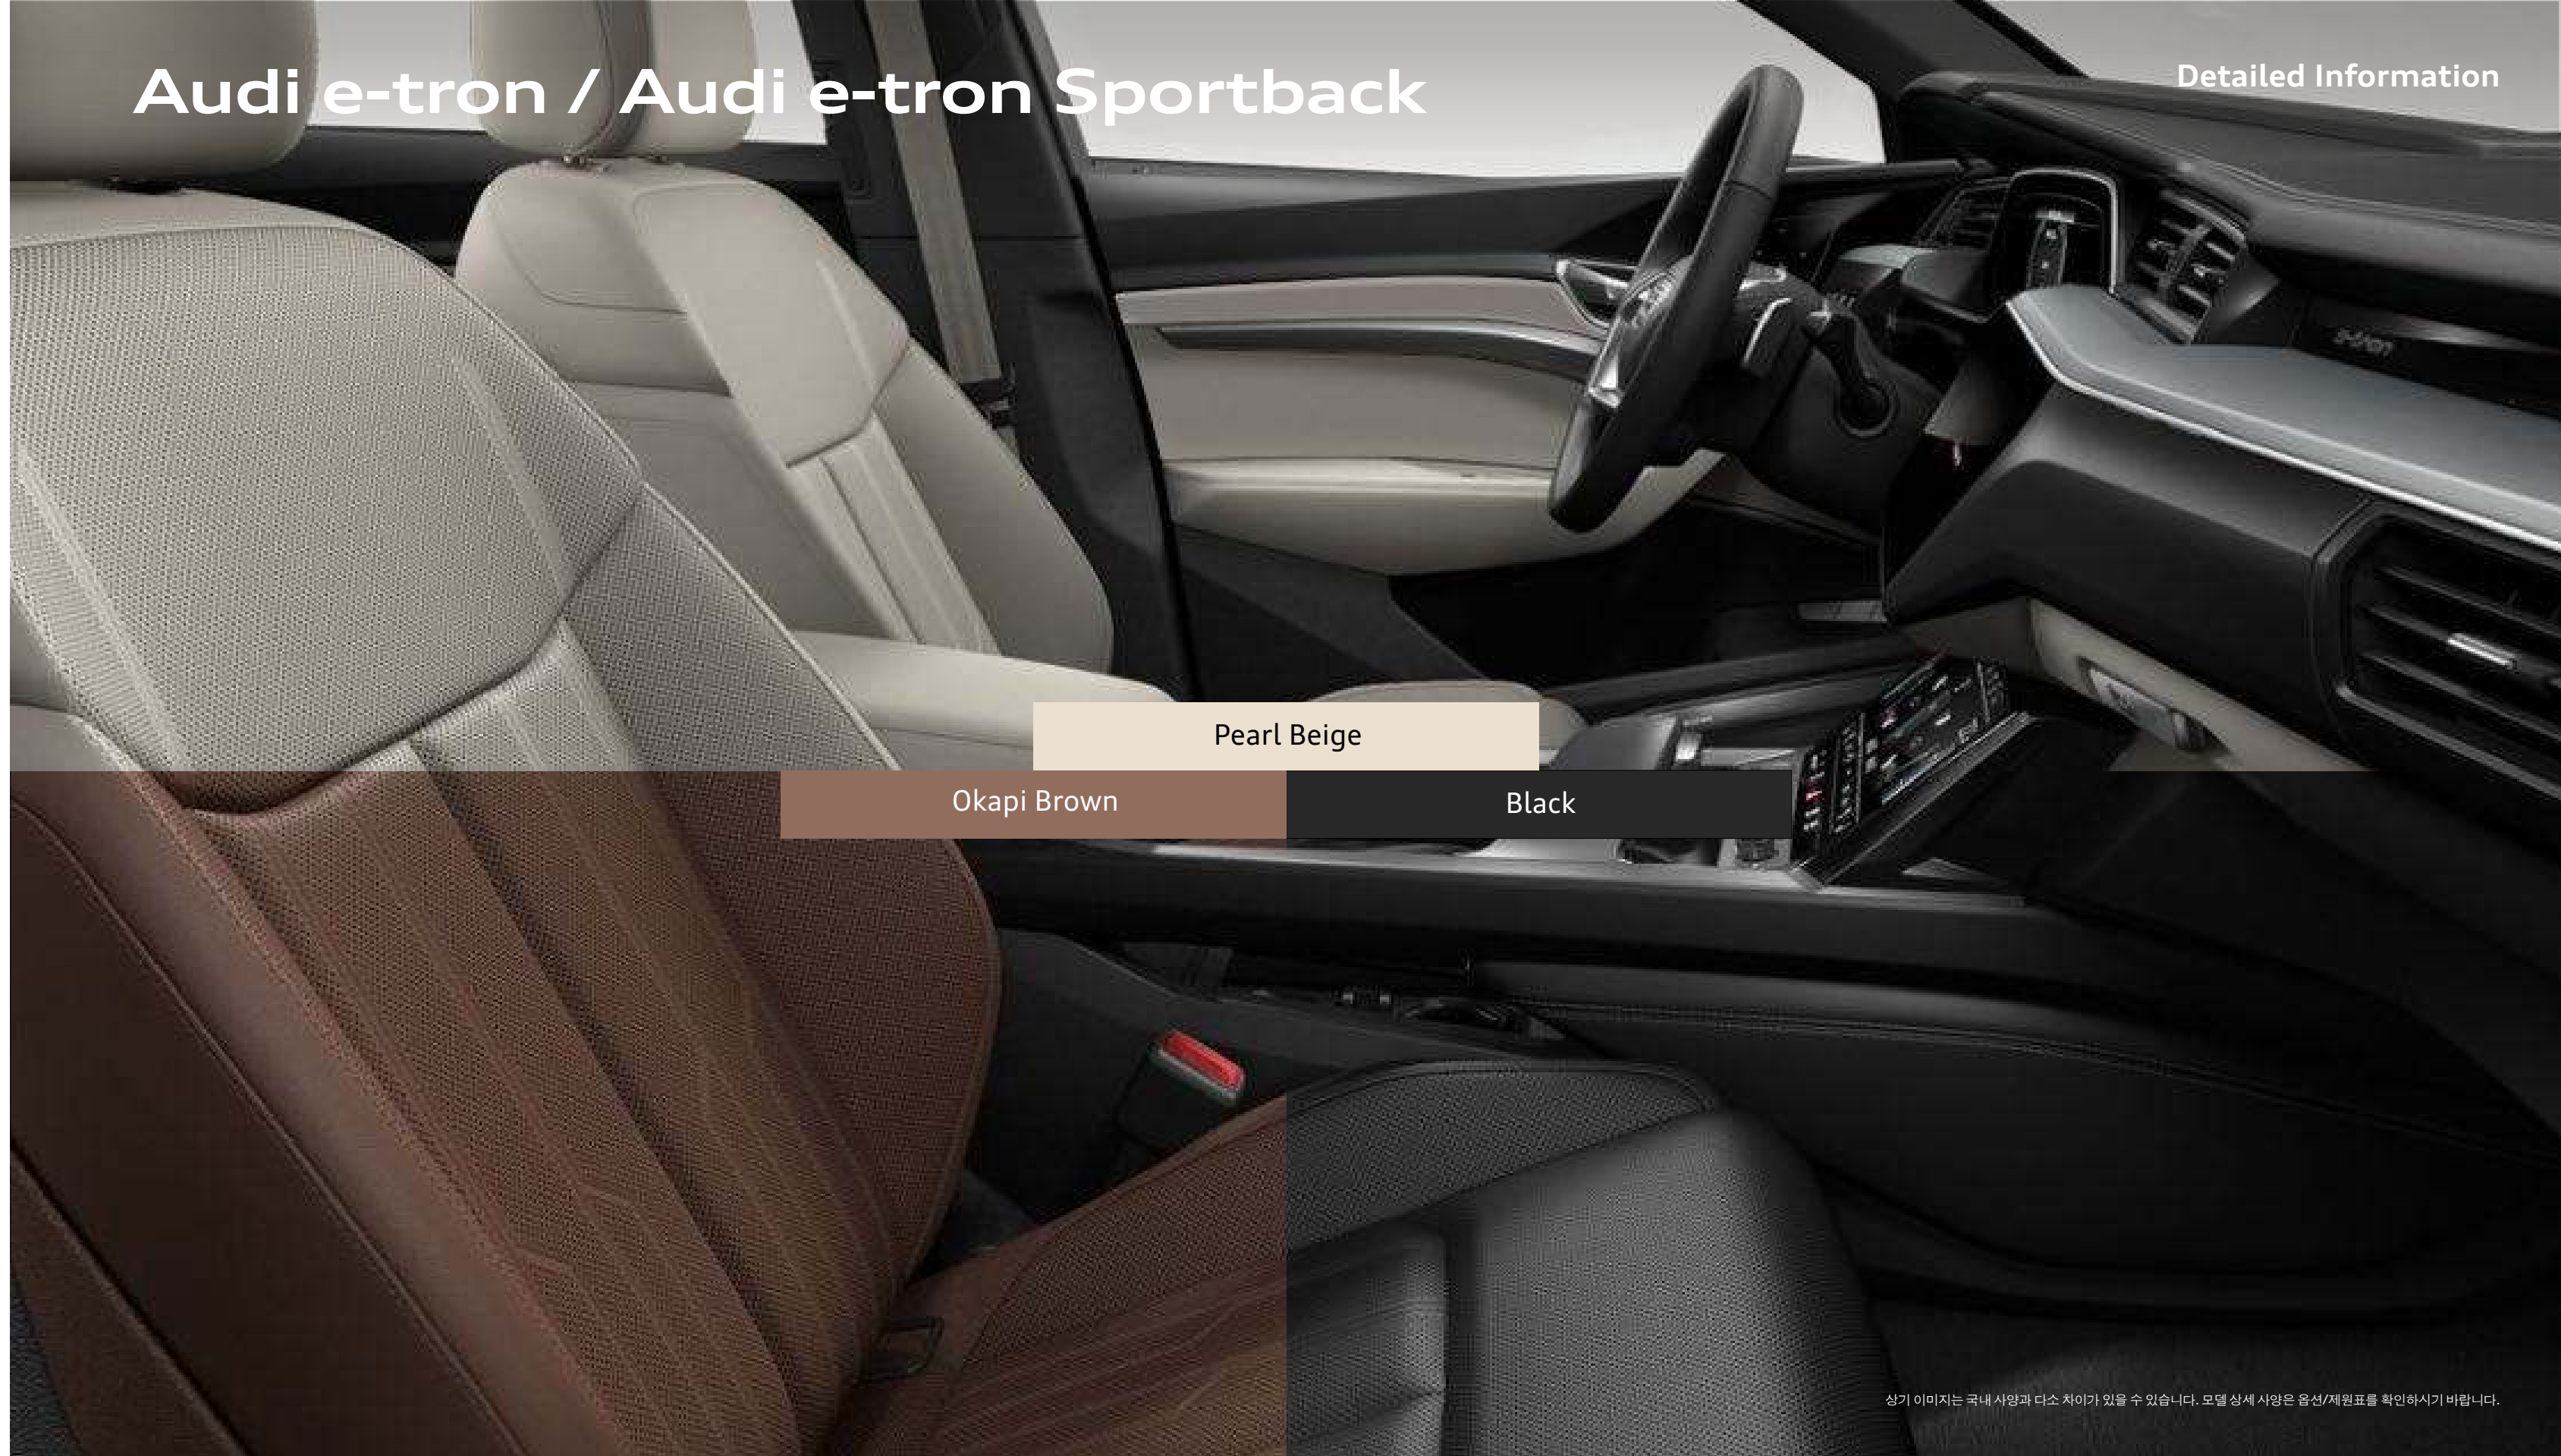 Audi e-tron / Audi e-tron Sportback
Detailed Information
e-tron
Pearl Beige
Okapi Brown
Black
상기 이미지는 국내 사양과 다소 차이가 있을 수 있습니다. 모델 상세 사양은 옵션/제원표를 확인하시기 바랍니다.